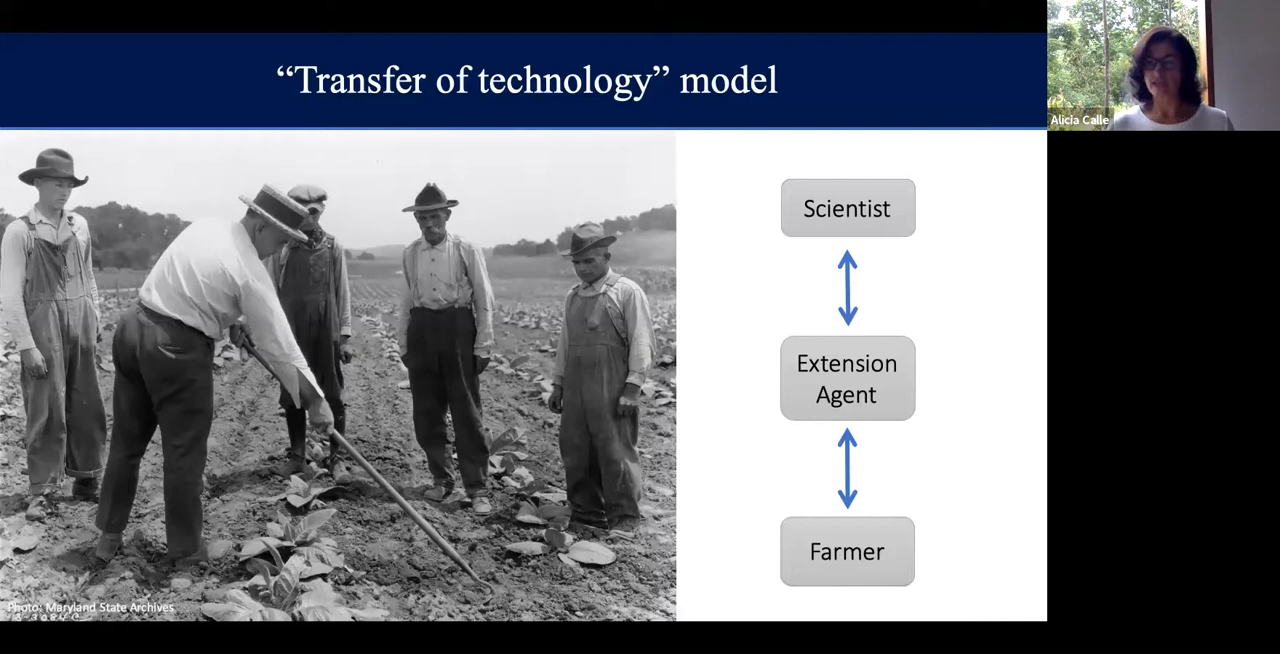 “Transfer of technology” model
Alicia Calle
Scientist
Extension
Agent
Farmer
Photo: Maryland State Archives